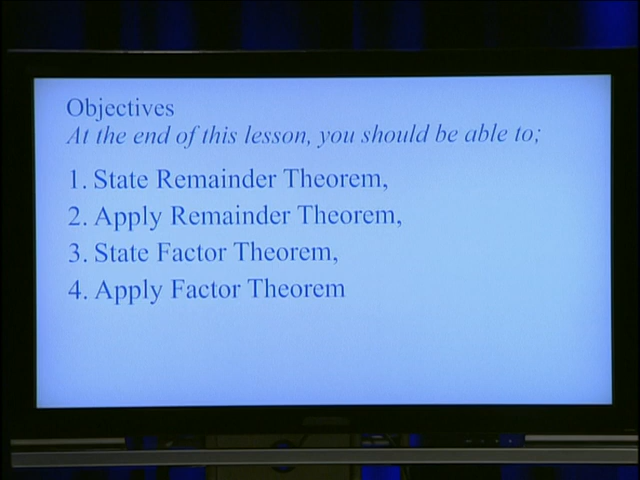 Objectives
At the end of this lesson, you should be able to;
1. State Remainder Theorem,
2. Apply Remainder Theorem,
3. State Factor Theorem,
4. Apply Factor Theorem